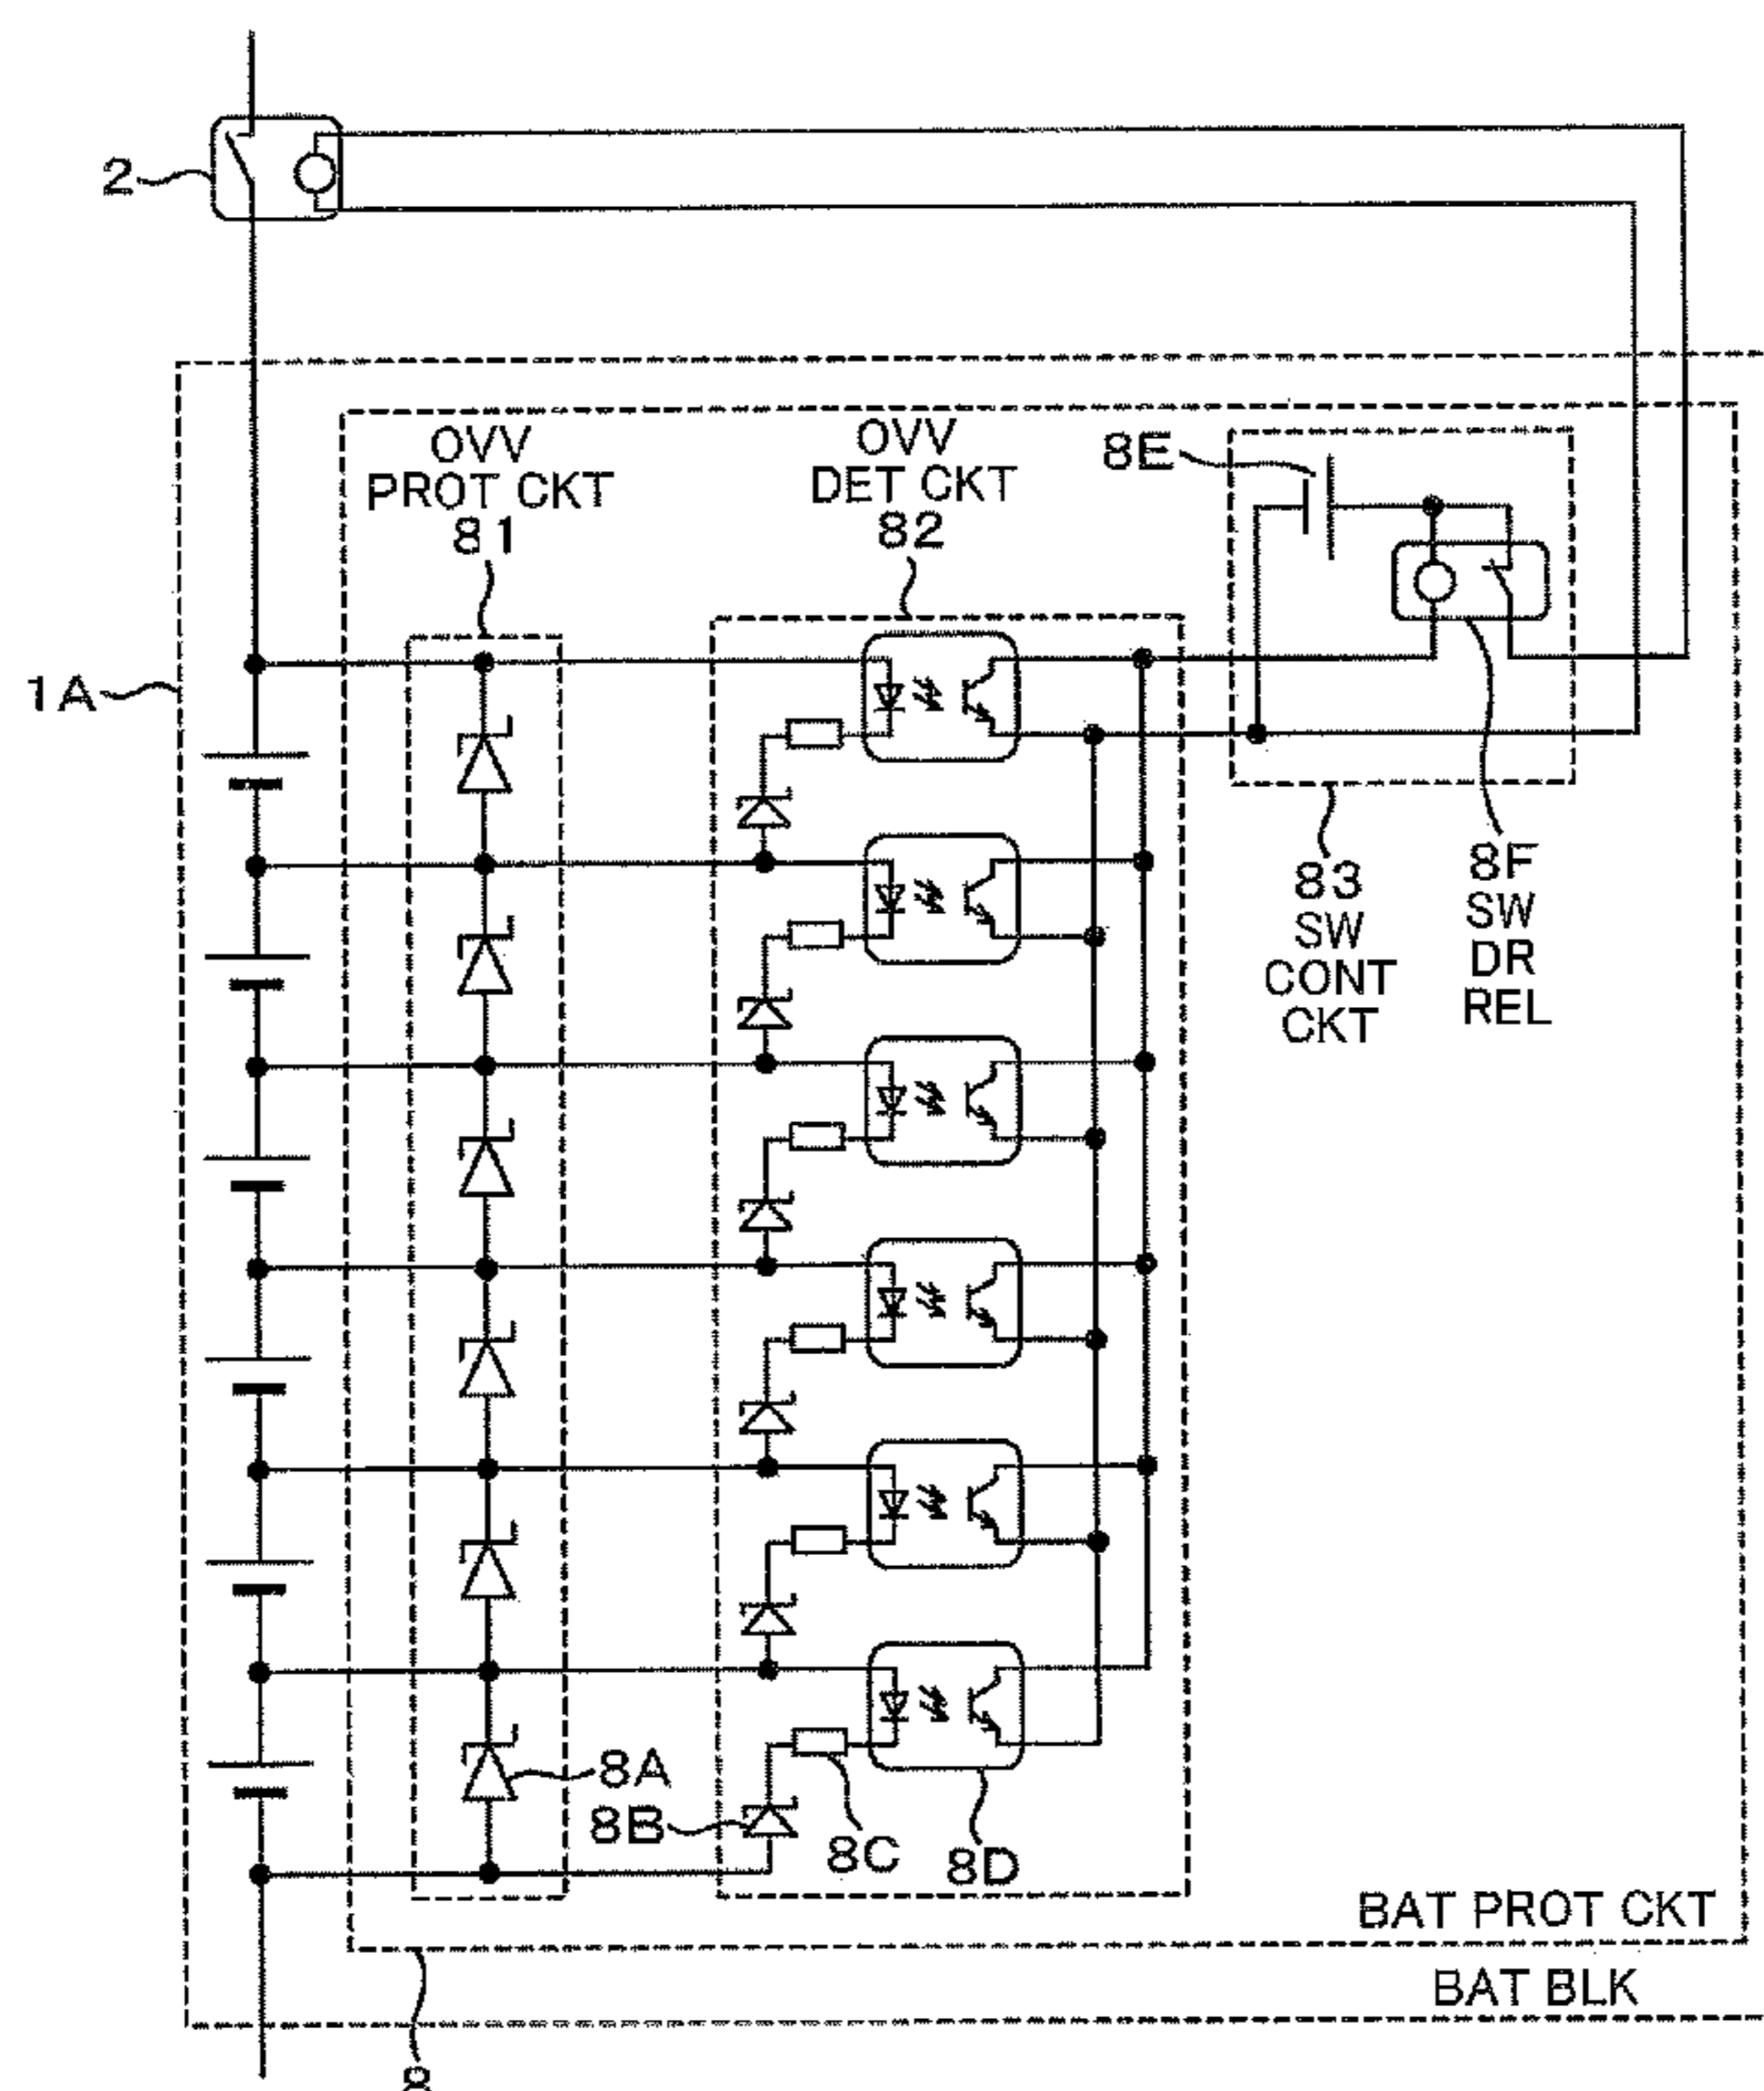 2
1A
OVV
PROT CKT
81
OVV
DET CKT
82
8E
83
SW
CONT
CKT
8F
SW
DR
REL
8A
8B
8C
8D
BAT PROT CKT
BAT BLK
8